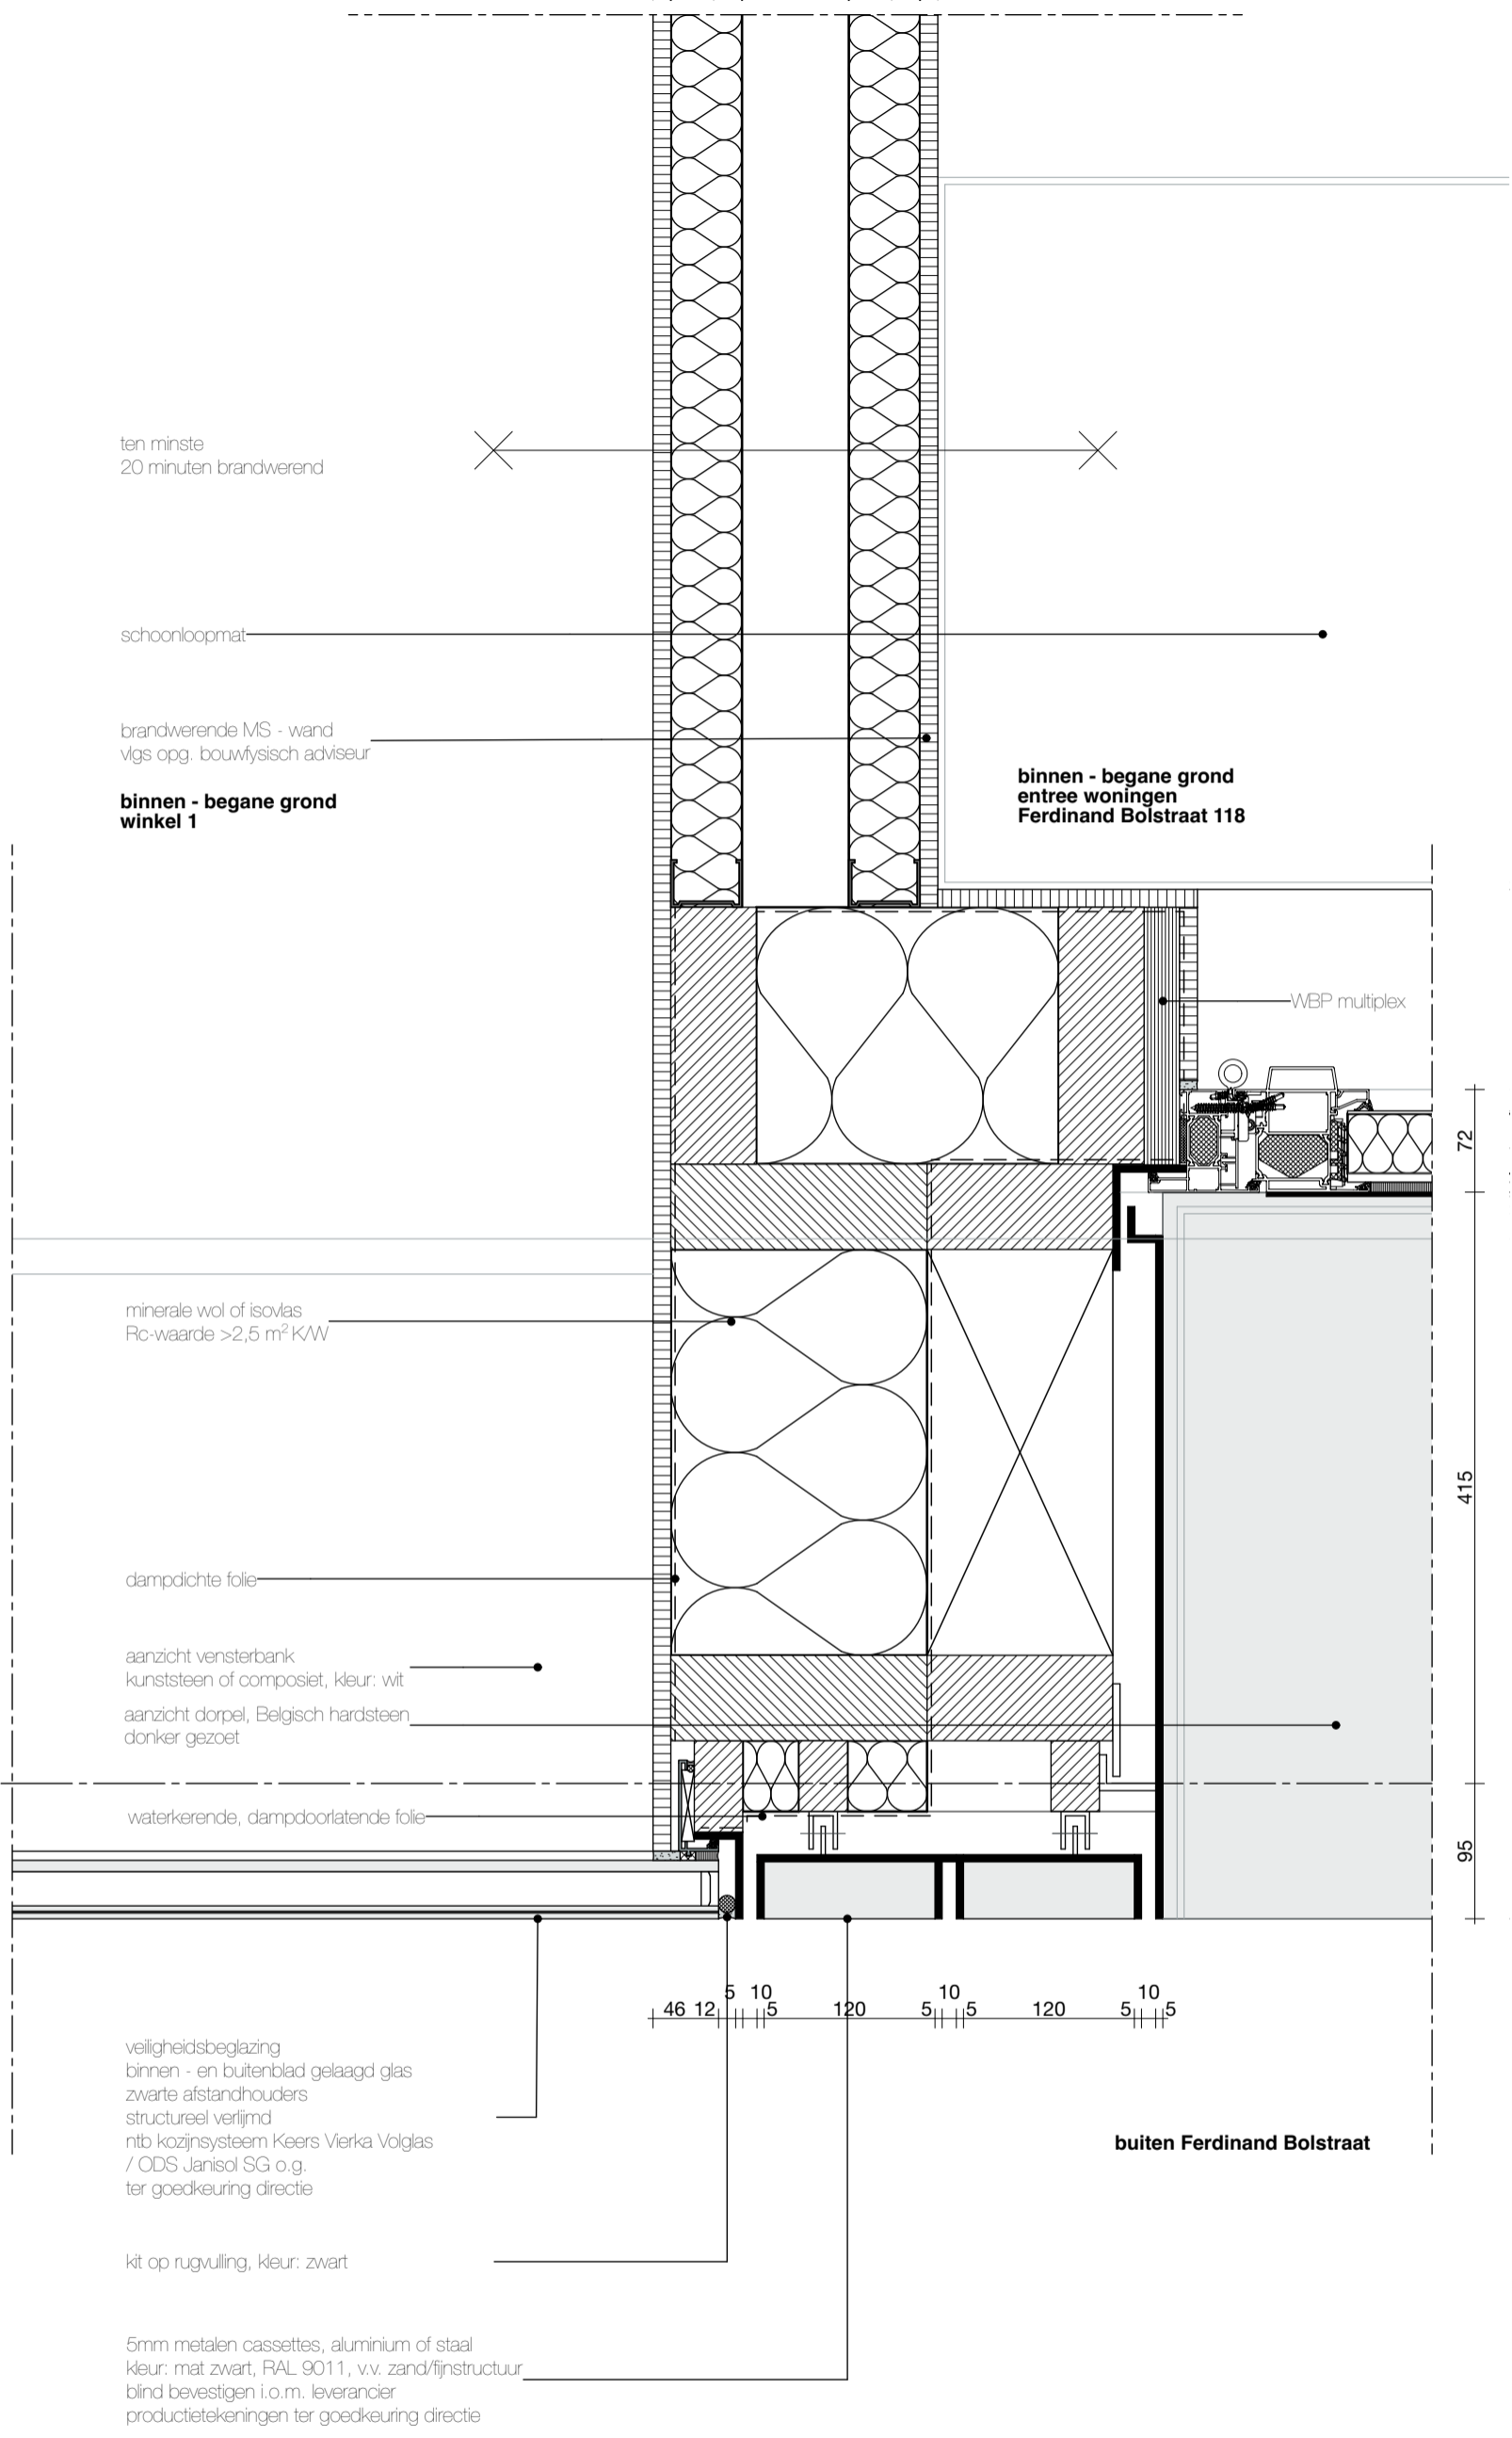 ten minste
20 minuten brandwerend
schoonloopmat
brandwerende MS - wand
vlgs opg. bouwfysisch adviseur
binnen - begane grond
winkel 1
binnen - begane grond
entree woningen
Ferdinand Bolstraat 118
WBP multiplex
72
minerale wol of isovlas
Rc-waarde >2,5 m² K/W
415
dampdichte folie
aanzicht vensterbank
kunststeen of composiet, kleur: wit
aanzicht dorpel, Belgisch hardsteen
donker gezoet
waterkerende, dampdoorlatende folie
95
5 10 10 10
46 12 5 120 5 5 120 5 5
veiligheidsbeglazing
binnen - en buitenblad gelaagd glas
zwarte afstandhouders
structureel verlijmd
ntb kozijnsysteem Keers Vierka Volglas
/ ODS Janisol SG o.g.
ter goedkeuring directie
buiten Ferdinand Bolstraat
kit op rugvulling, kleur: zwart
5mm metalen cassettes, aluminium of staal
kleur: mat zwart, RAL 9011, v.v. zand/fijnstructuur
blind bevestigen i.o.m. leverancier
productietekeningen ter goedkeuring directie